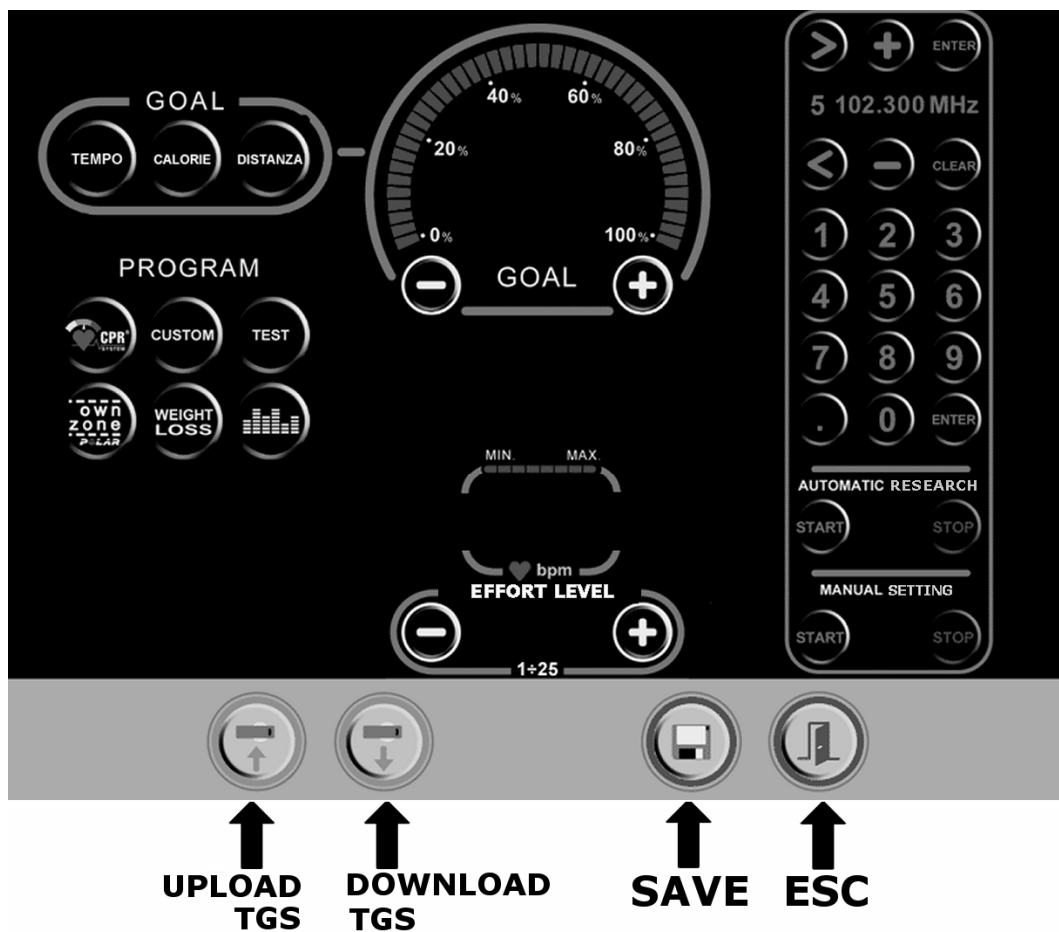 GOAL
TEMPO
CALORIE
DISTANZA
0%
20%
40%
60%
80%
100%
GOAL
PROGRAM
CPR®
SYSTEM
CUSTOM
TEST
own
zone
POLAR
WEIGHT
LOSS
MIN. MAX.
bpm
EFFORT LEVEL
1÷25
> + ENTER
5 102.300 MHz
< − CLEAR
1 2 3
4 5 6
7 8 9
. 0 ENTER
AUTOMATIC RESEARCH
START STOP
MANUAL SETTING
START STOP
UPLOAD
TGS
DOWNLOAD
TGS
SAVE
ESC